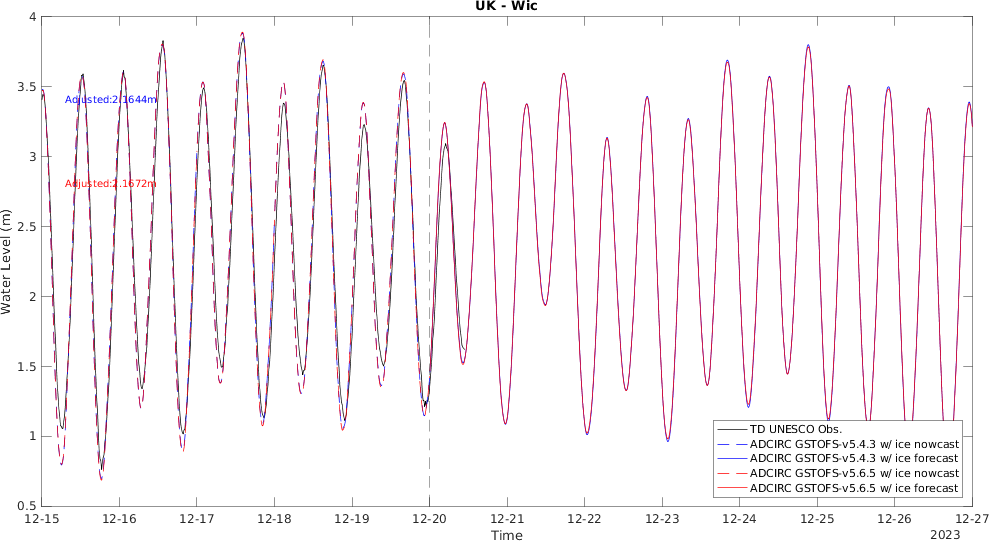 UK - Wic
4
3.5
3
2.5
2
1.5
1
0.5
Water Level (m)
Adjusted:2.1644m
Adjusted:2.1672m
TD UNESCO Obs.
ADCIRC GSTOFS-v5.4.3 w/ ice nowcast
ADCIRC GSTOFS-v5.4.3 w/ ice forecast
ADCIRC GSTOFS-v5.6.5 w/ ice nowcast
ADCIRC GSTOFS-v5.6.5 w/ ice forecast
12-15 12-16 12-17 12-18 12-19 12-20 12-21 12-22 12-23 12-24 12-25 12-26 12-27
Time
2023